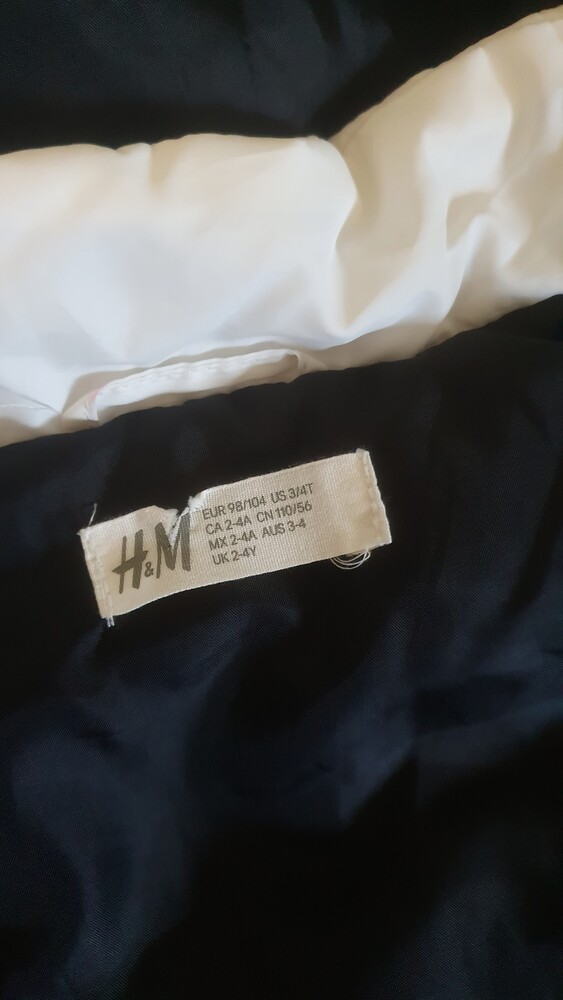 H&M
EUR 98/104 US 3/4T
CA 2-4A CN 110/56
MX 2-4A AUS 3-4
UK 2-4Y